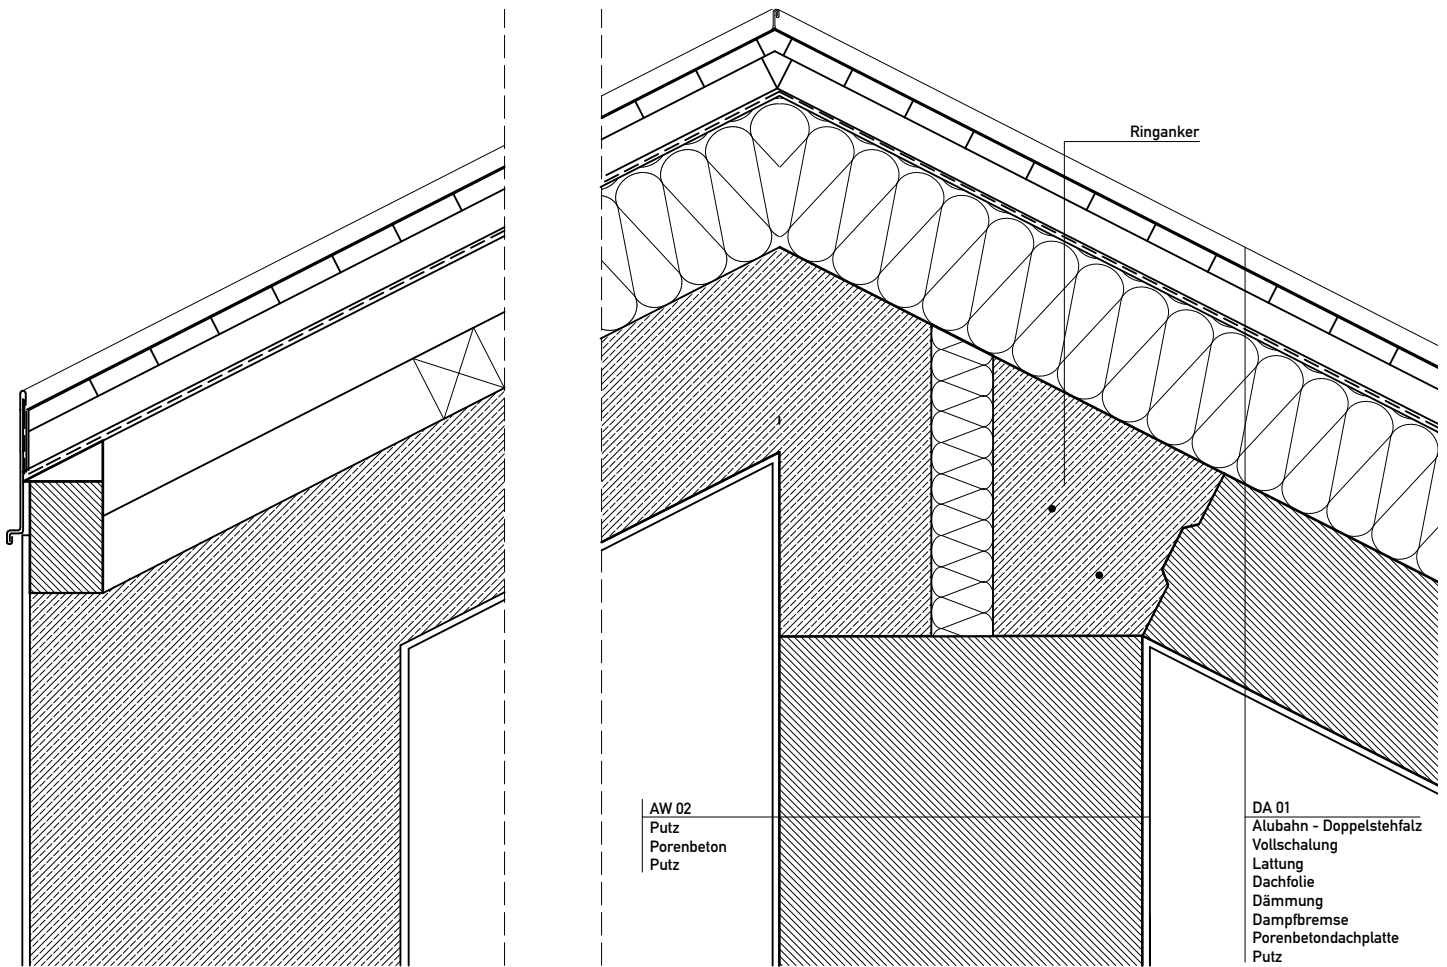 Ringanker
AW 02
Putz
Porenbeton
Putz
DA 01
Alubahn - Doppelstehfalz
Vollschalung
Lattung
Dachfolie
Dämmung
Dampfbremse
Porenbetondachplatte
Putz